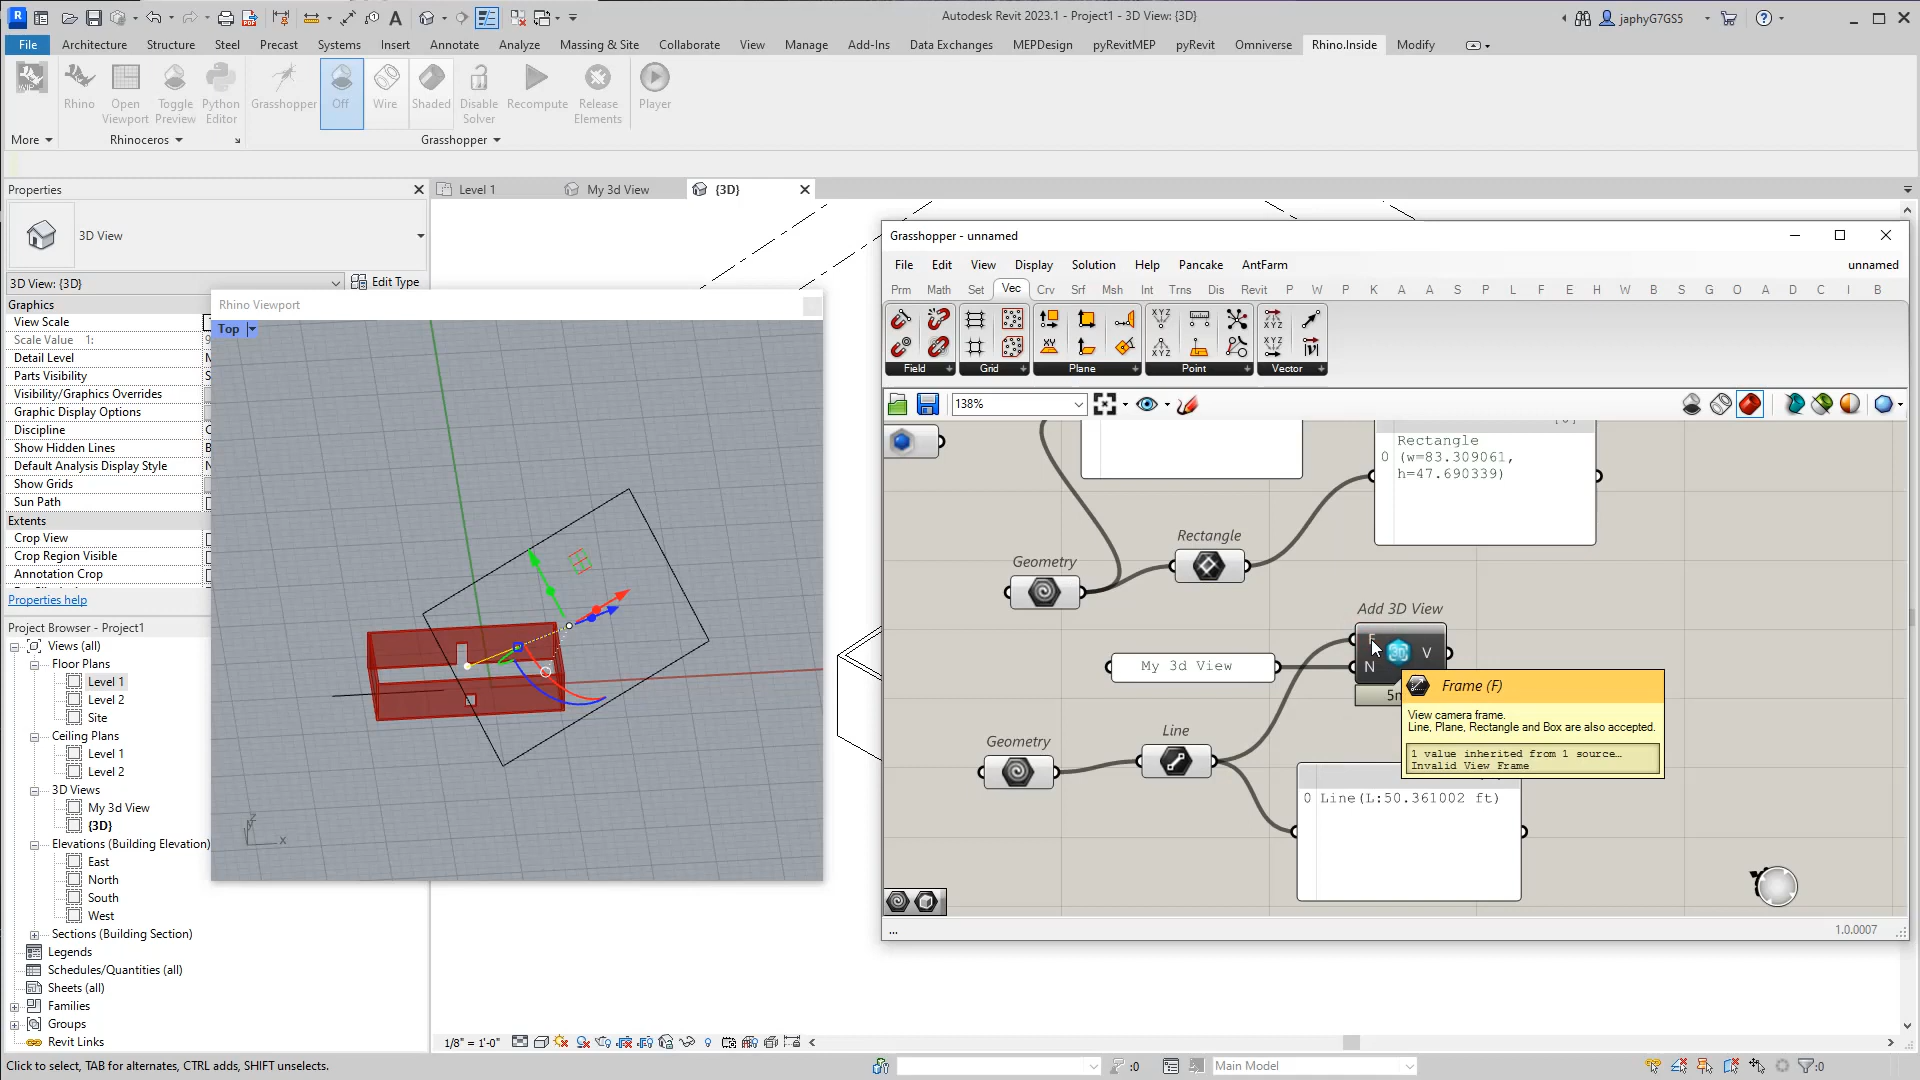 Autodesk Revit 2023.1 - Project1 - 3D View: {3D}
japhyG7GS5
File
Architecture
Structure
Steel
Precast
Systems
Insert
Annotate
Analyze
Massing & Site
Collaborate
View
Manage
Add-Ins
Data Exchanges
MEPDesign
pyRevitMEP
pyRevit
Omniverse
Rhino.Inside
Modify
Rhino
Open Viewport
Toggle Preview
Python Editor
Grasshopper
Off
Wire
Shaded
Disable Solver
Recompute
Release Elements
Player
More
Rhinoceros
Grasshopper
Properties
Level 1
My 3d View
{3D}
3D View
3D View: {3D}
Edit Type
Graphics
View Scale
Scale Value 1:
Detail Level
Parts Visibility
Visibility/Graphics Overrides
Graphic Display Options
Discipline
Show Hidden Lines
Default Analysis Display Style
Show Grids
Sun Path
Extents
Crop View
Crop Region Visible
Annotation Crop
Properties help
Project Browser - Project1
Views (all)
Floor Plans
Level 1
Level 2
Site
Ceiling Plans
Level 1
Level 2
3D Views
My 3d View
{3D}
Elevations (Building Elevation)
East
North
South
West
Sections (Building Section)
Legends
Schedules/Quantities (all)
Sheets (all)
Families
Groups
Revit Links
Rhino Viewport
Top
x
z
Grasshopper - unnamed
File
Edit
View
Display
Solution
Help
Pancake
AntFarm
unnamed
Prm
Math
Set
Vec
Crv
Srf
Msh
Int
Trns
Dis
Revit
P
W
P
K
A
A
S
P
L
F
E
H
W
B
S
G
O
A
D
C
I
B
Field
Grid
Plane
Point
Vector
138%
Rectangle
0 (w=83.309061,
h=47.690339)
Rectangle
Geometry
Add 3D View
F
N
V
My 3d View
Frame (F)
View camera frame.
Line, Plane, Rectangle and Box are also accepted.
1 value inherited from 1 source…
Invalid View Frame
Line
Geometry
0 Line(L:50.361002 ft)
...
1.0.0007
1/8" = 1'-0"
Click to select, TAB for alternates, CTRL adds, SHIFT unselects.
:0
Main Model
:0